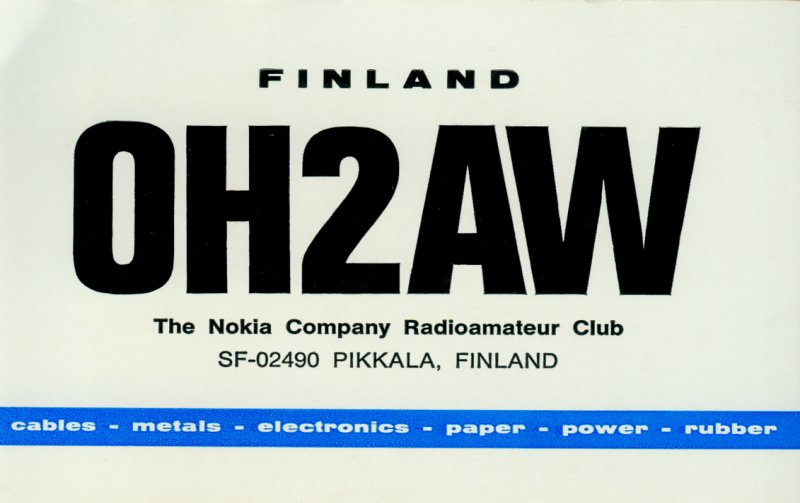 FINLAND
OH2AW
The Nokia Company Radioamateur Club
SF-02490 PIKKALA, FINLAND
cables - metals - electronics - paper - power - rubber